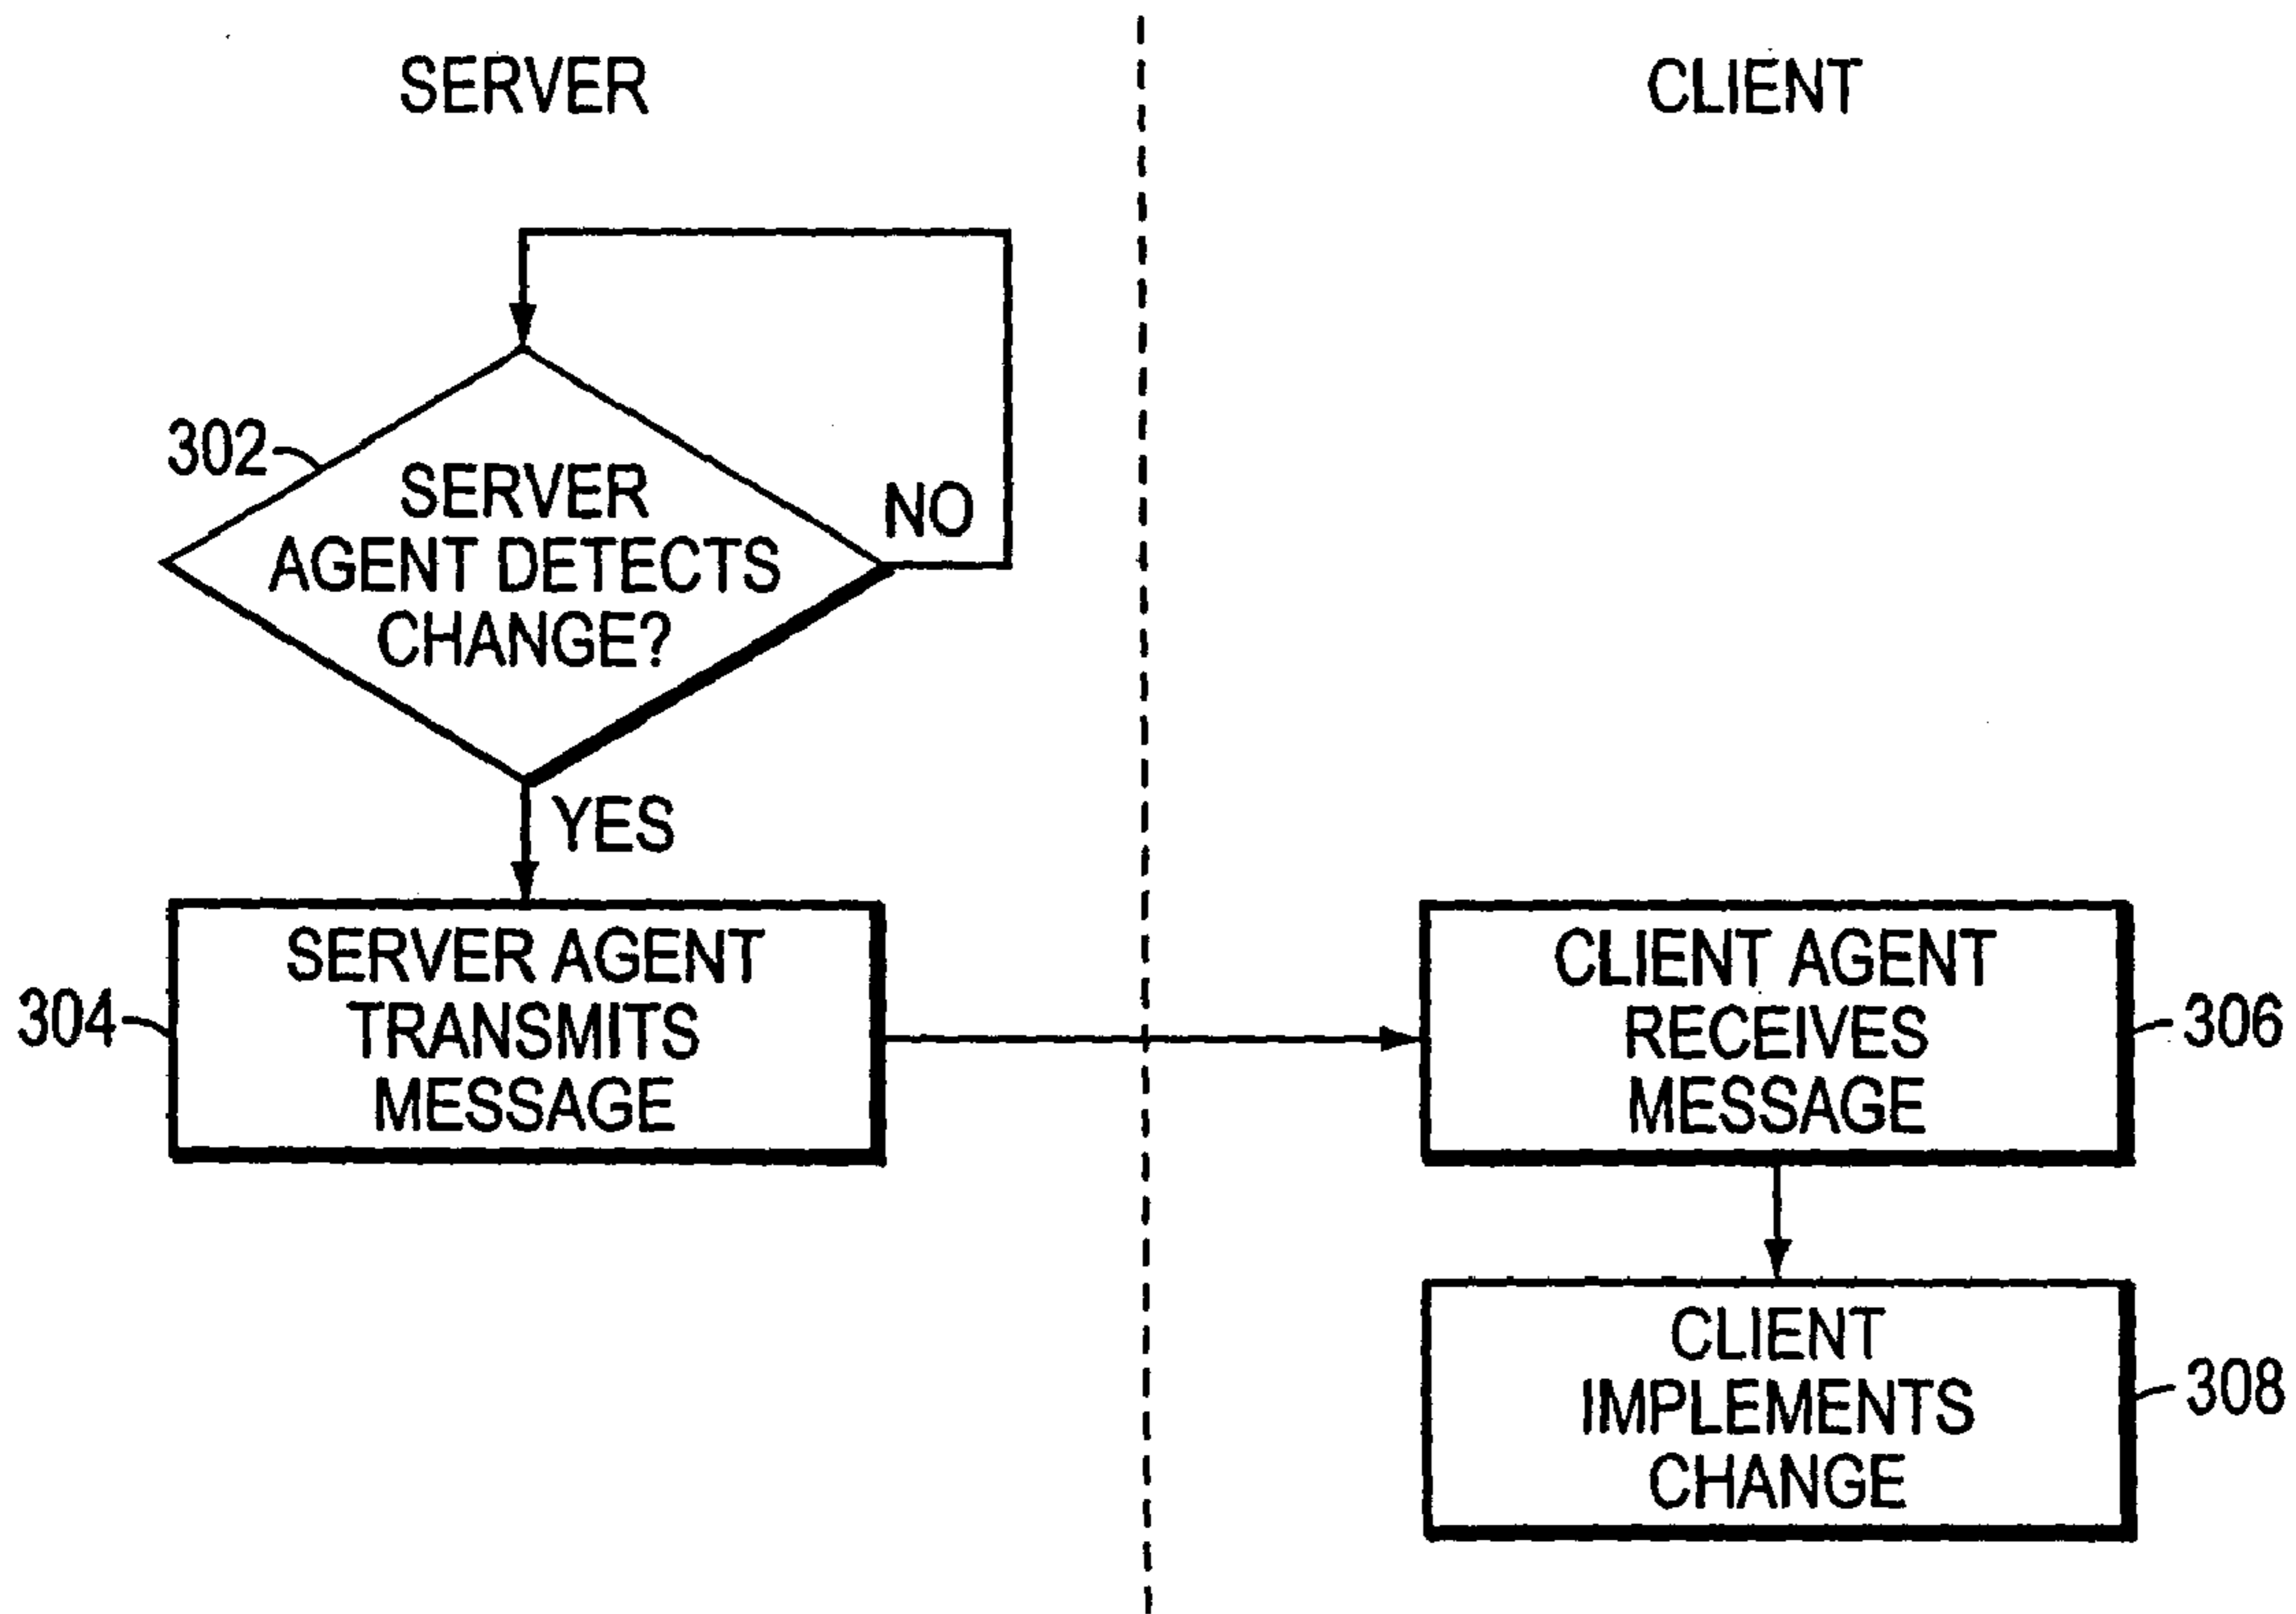 SERVER
CLIENT
302
SERVER
AGENT DETECTS
CHANGE?
NO
YES
304
SERVER AGENT
TRANSMITS
MESSAGE
CLIENT AGENT
RECEIVES
MESSAGE
306
CLIENT
IMPLEMENTS
CHANGE
308